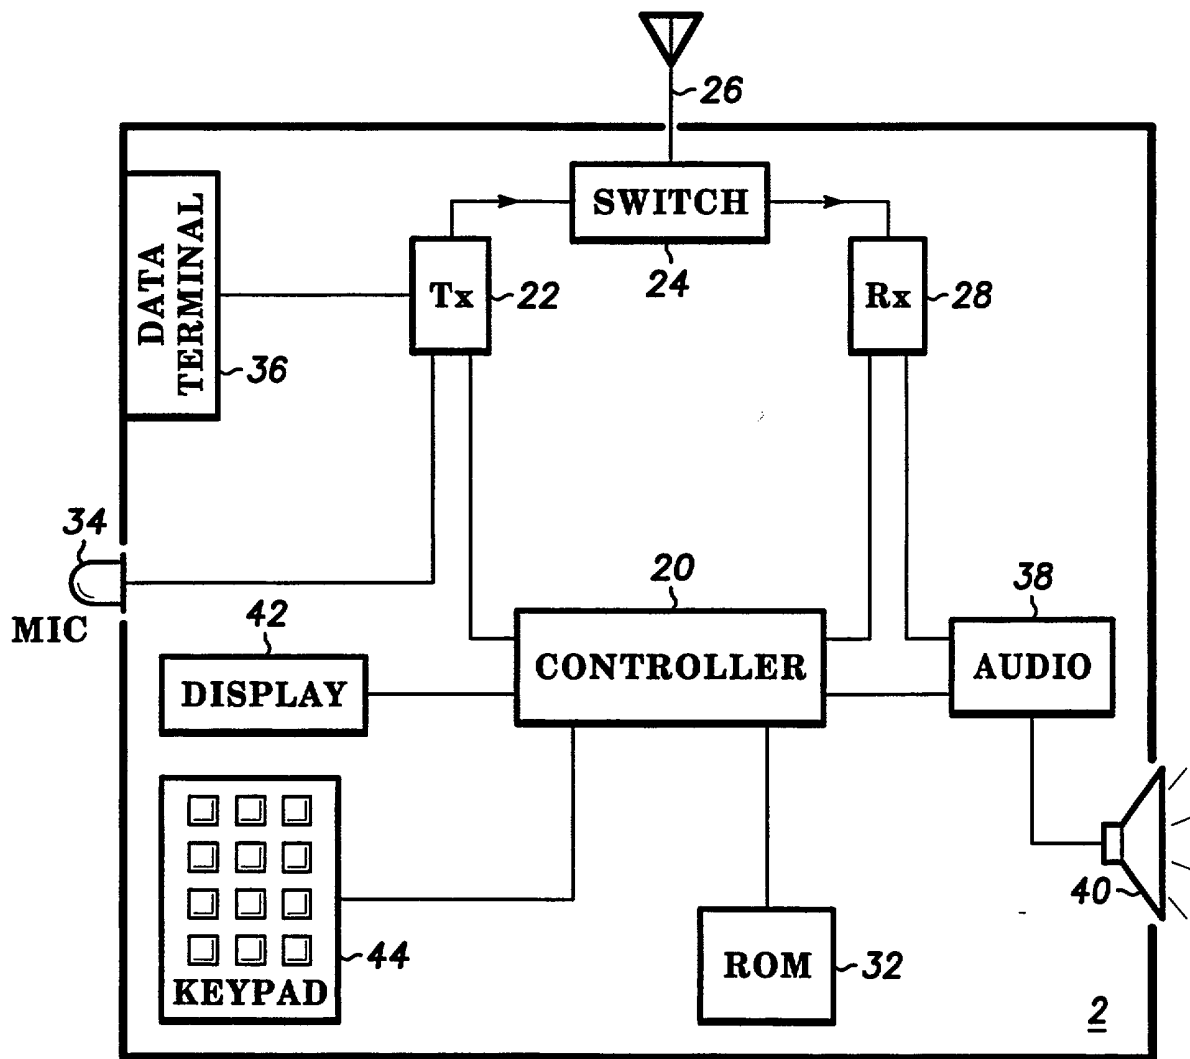 26
SWITCH
24
DATA
TERMINAL
36
Tx
22
Rx
28
34
MIC
20
CONTROLLER
38
AUDIO
42
DISPLAY
40
KEYPAD
44
ROM
32
2